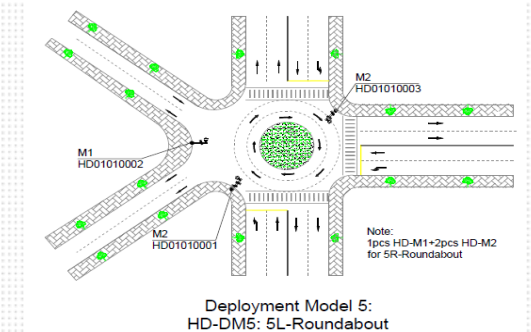 M2
HD01010003
M1
HD01010002
M2
HD01010001
Note:
1pcs HD-M1+2pcs HD-M2
for 5R-Roundabout
Deployment Model 5:
HD-DM5: 5L-Roundabout